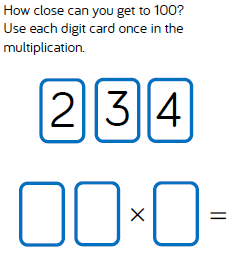 How close can you get to 100?
Use each digit card once in the
multiplication.
2 3 4
× =